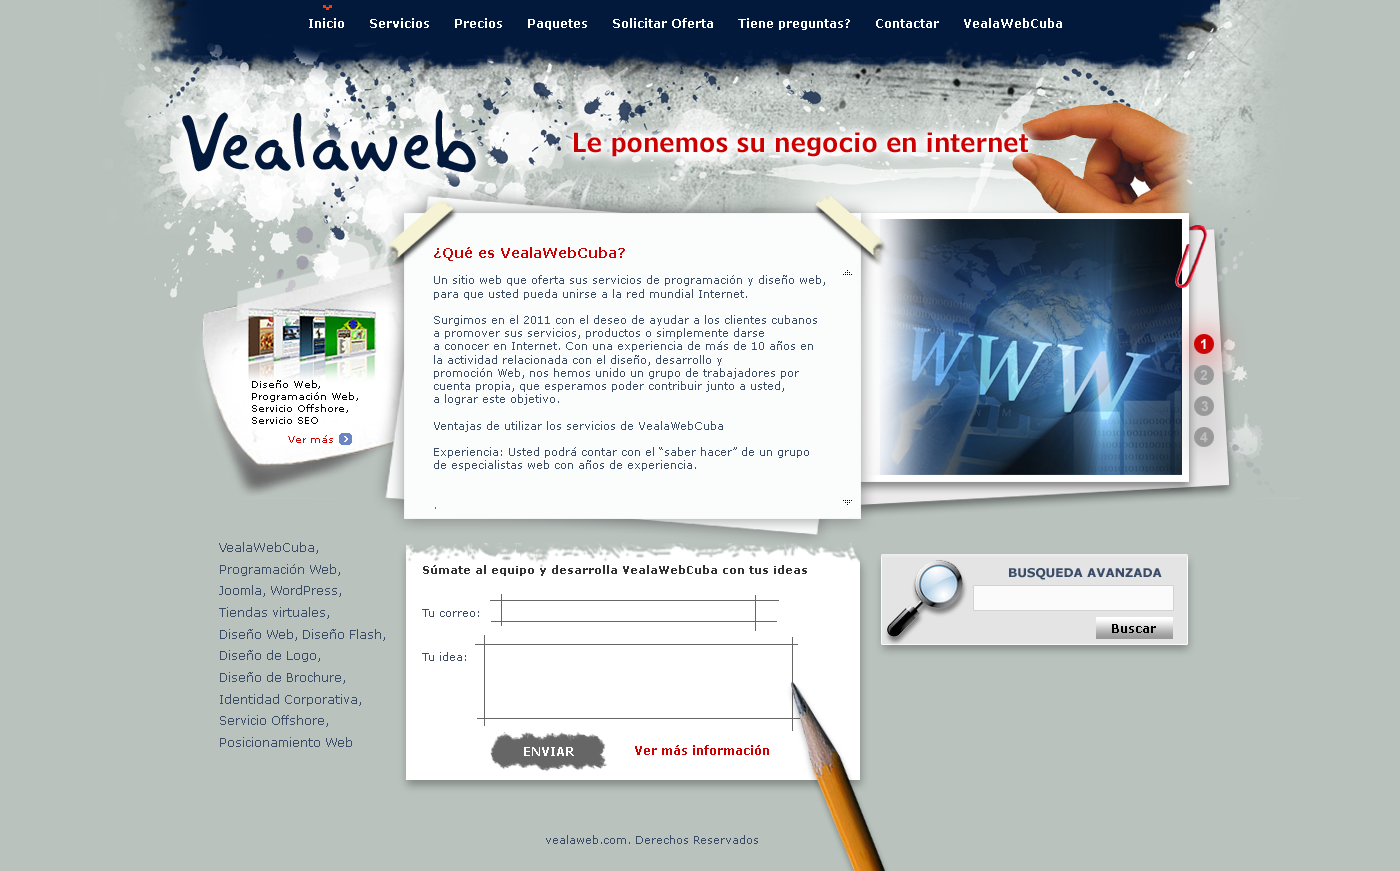 Inicio Servicios Precios Paquetes Solicitar Oferta Tiene preguntas? Contactar VealaWebCuba
Vealaweb
Le ponemos su negocio en internet
¿Qué es VealaWebCuba?
Un sitio web que oferta sus servicios de programación y diseño web,
para que usted pueda unirse a la red mundial Internet.
Surgimos en el 2011 con el deseo de ayudar a los clientes cubanos
a promover sus servicios, productos o simplemente darse
a conocer en Internet. Con una experiencia de más de 10 años en
la actividad relacionada con el diseño, desarrollo y
promoción Web, nos hemos unido un grupo de trabajadores por
cuenta propia, que esperamos poder contribuir junto a usted,
a lograr este objetivo.
Ventajas de utilizar los servicios de VealaWebCuba
Experiencia: Usted podrá contar con el “saber hacer” de un grupo
de especialistas web con años de experiencia.
.
WWW
1
2
3
4
Diseño Web,
Programación Web,
Servicio Offshore,
Servicio SEO
Ver más
VealaWebCuba,
Programación Web,
Joomla, WordPress,
Tiendas virtuales,
Diseño Web, Diseño Flash,
Diseño de Logo,
Diseño de Brochure,
Identidad Corporativa,
Servicio Offshore,
Posicionamiento Web
Súmate al equipo y desarrolla VealaWebCuba con tus ideas
Tu correo:
Tu idea:
ENVIAR
Ver más información
BUSQUEDA AVANZADA
Buscar
vealaweb.com. Derechos Reservados